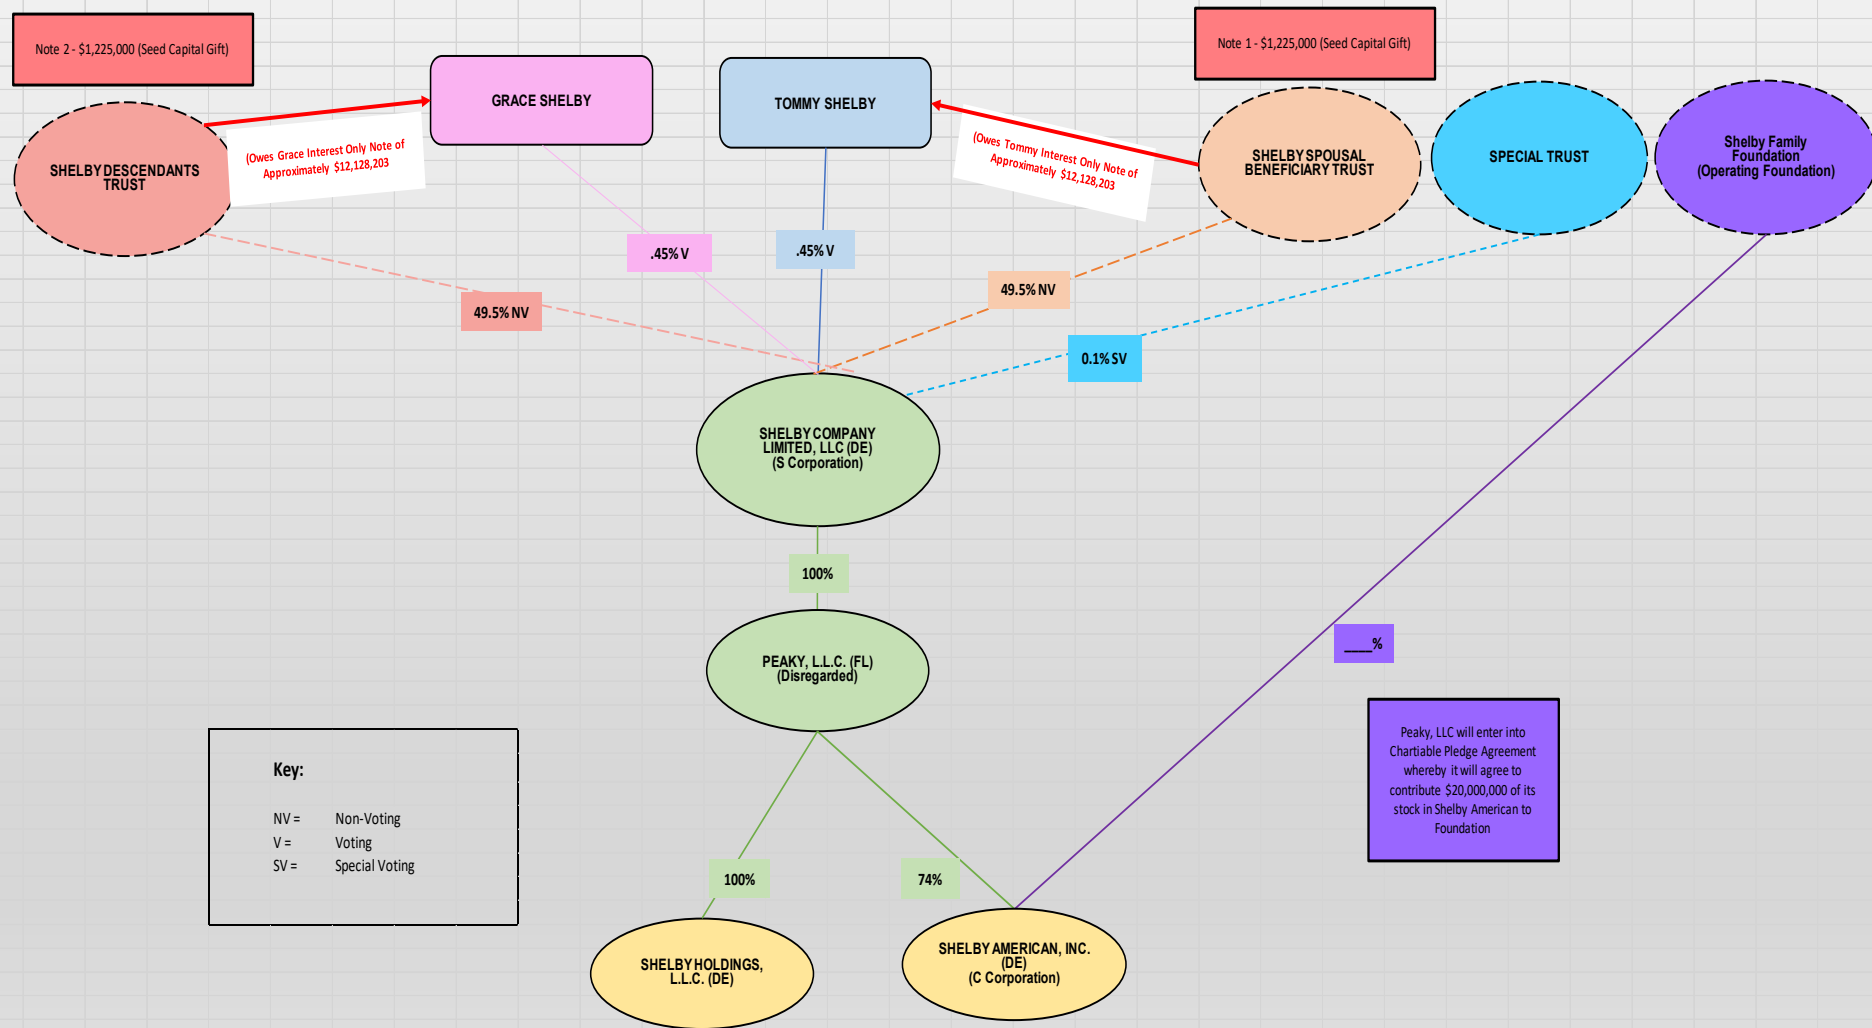 Note 2 - $1,225,000 (Seed Capital Gift)
Note 1 - $1,225,000 (Seed Capital Gift)
GRACE SHELBY
TOMMY SHELBY
SHELBY DESCENDANTS
TRUST
(Owes Grace Interest Only Note of
Approximately $12,128,203
(Owes Tommy Interest Only Note of
Approximately $12,128,203
SHELBY SPOUSAL
BENEFICIARY TRUST
SPECIAL TRUST
Shelby Family
Foundation
(Operating Foundation)
.45% V
.45% V
49.5% NV
49.5% NV
0.1% SV
SHELBY COMPANY
LIMITED, LLC (DE)
(S Corporation)
100%
PEAKY, L.L.C. (FL)
(Disregarded)
____%
Peaky, LLC will enter into
Chartiable Pledge Agreement
whereby it will agree to
contribute $20,000,000 of its
stock in Shelby American to
Foundation
Key:
NV = Non-Voting
V = Voting
SV = Special Voting
100%
74%
SHELBY HOLDINGS,
L.L.C. (DE)
SHELBY AMERICAN, INC.
(DE)
(C Corporation)